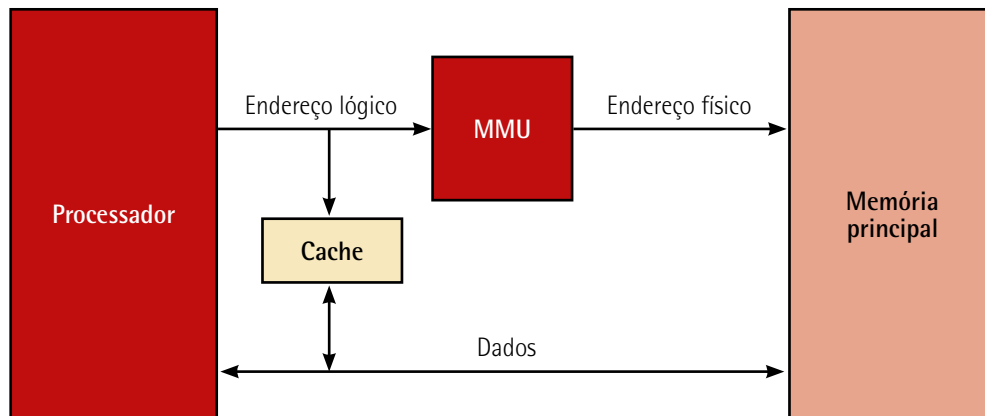 Endereço lógico
Endereço físico
MMU
Processador
Memória
principal
Cache
Dados